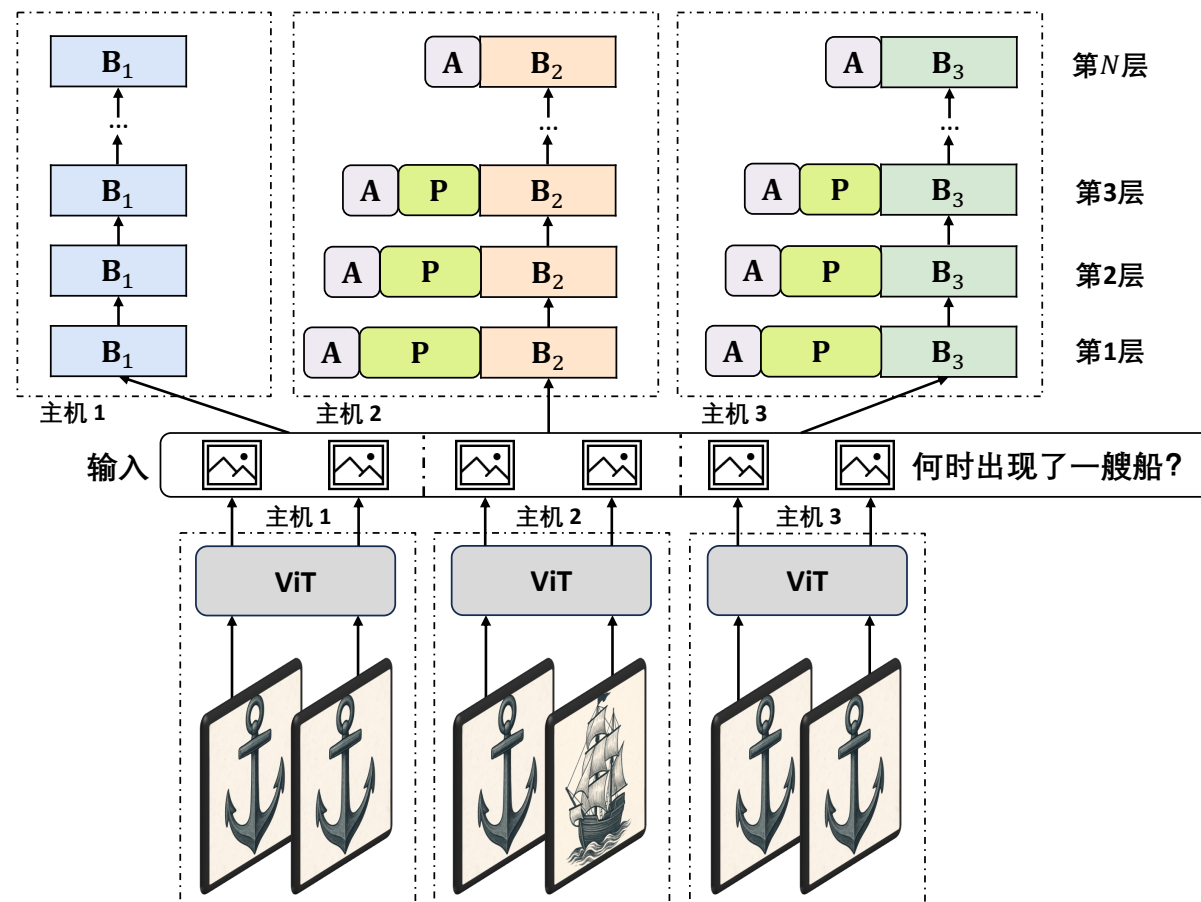 B₁ A B₂ A B₃ 第N层
... ... ...
B₁ A P B₂ A P B₃ 第3层
B₁ A P B₂ A P B₃ 第2层
B₁ A P B₂ A P B₃ 第1层
主机 1 主机 2 主机 3
输入 何时出现了一艘船?
主机 1 主机 2 主机 3
ViT ViT ViT